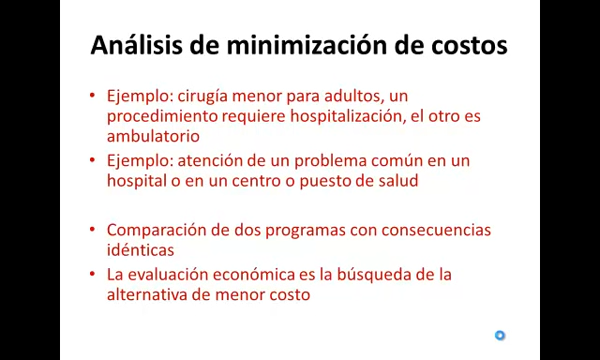 Análisis de minimización de costos
• Ejemplo: cirugía menor para adultos, un
procedimiento requiere hospitalización, el otro es
ambulatorio
• Ejemplo: atención de un problema común en un
hospital o en un centro o puesto de salud
• Comparación de dos programas con consecuencias
idénticas
• La evaluación económica es la búsqueda de la
alternativa de menor costo